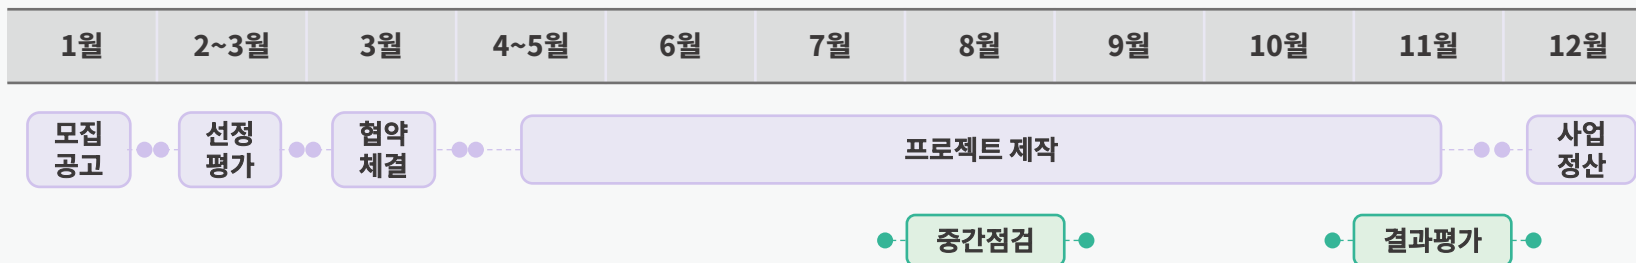 1월 2~3월 3월 4~5월 6월 7월 8월 9월 10월 11월 12월
모집
공고
선정
평가
협약
체결
프로젝트 제작
사업
정산
중간점검
결과평가